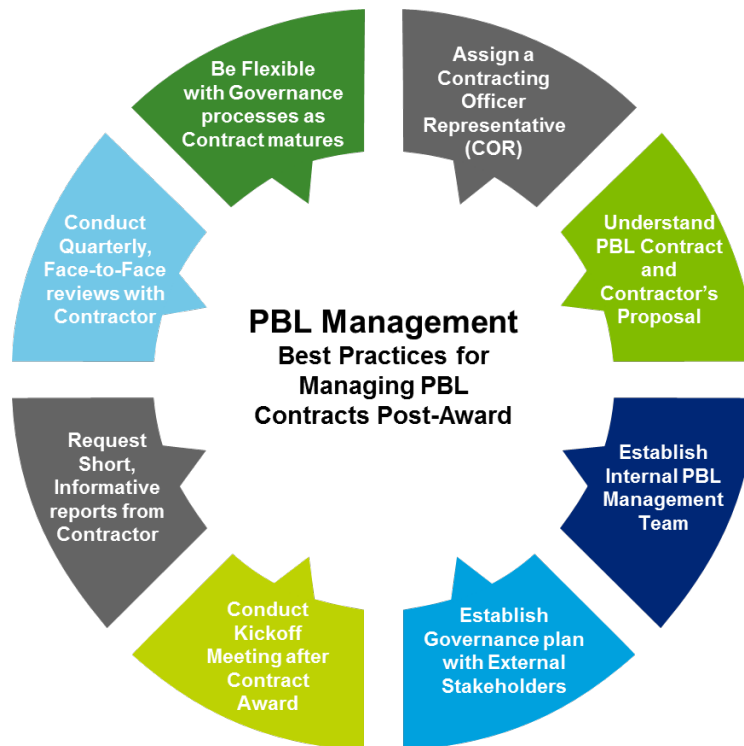 PBL Management
Best Practices for
Managing PBL
Contracts Post-Award
Assign a
Contracting
Officer
Representative
(COR)
Understand
PBL Contract
and
Contractor's
Proposal
Establish
Internal PBL
Management
Team
Establish
Governance plan
with External
Stakeholders
Conduct
Kickoff
Meeting after
Contract
Award
Request
Short,
Informative
reports from
Contractor
Conduct
Quarterly,
Face-to-Face
reviews with
Contractor
Be Flexible
with Governance
processes as
Contract matures